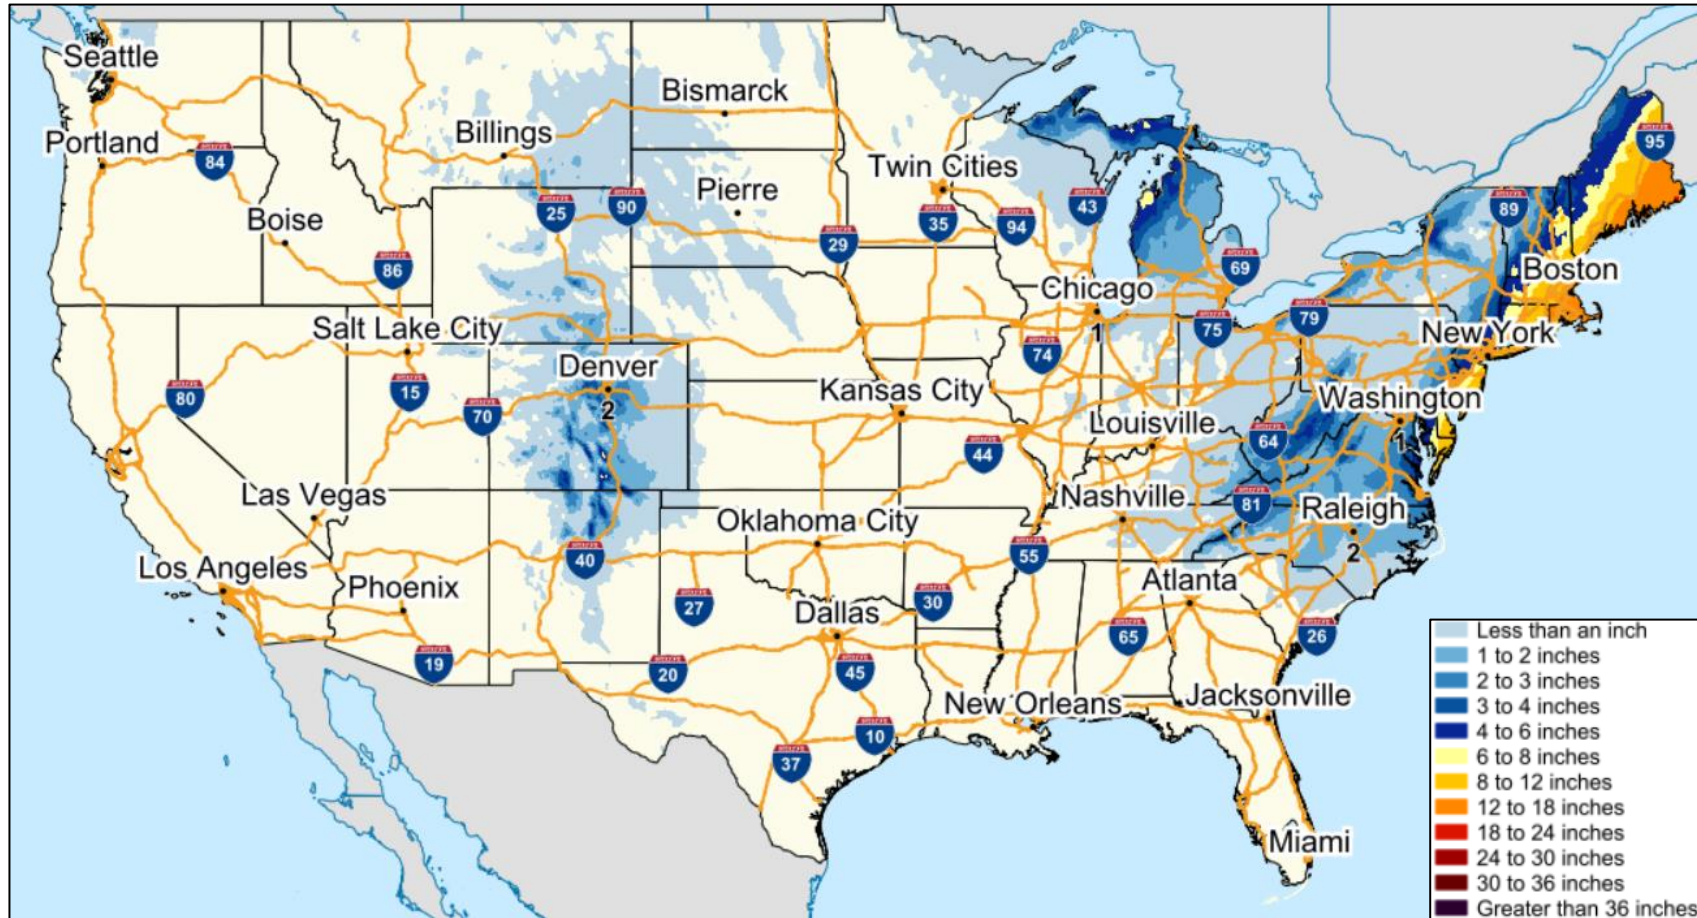 Seattle
Bismarck
Billings
Portland
95
84
Twin Cities
Pierre
25
90
43
89
35
94
Boise
29
86
69
Boston
Chicago
Salt Lake City
1
79
75
New York
74
Denver
15
80
2
70
Kansas City
Washington
Louisville
64
1
44
Las Vegas
Nashville
81
Raleigh
Oklahoma City
2
40
55
Los Angeles
Phoenix
Atlanta
27
30
Dallas
65
26
19
20
45
New Orleans
Jacksonville
10
37
Miami
Less than an inch
1 to 2 inches
2 to 3 inches
3 to 4 inches
4 to 6 inches
6 to 8 inches
8 to 12 inches
12 to 18 inches
18 to 24 inches
24 to 30 inches
30 to 36 inches
Greater than 36 inches